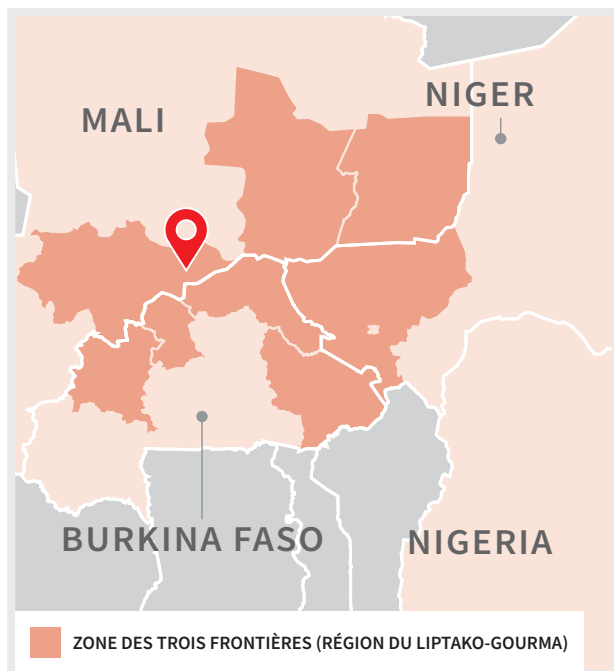 NIGER
MALI
BURKINA FASO
NIGERIA
ZONE DES TROIS FRONTIÈRES (RÉGION DU LIPTAKO-GOURMA)